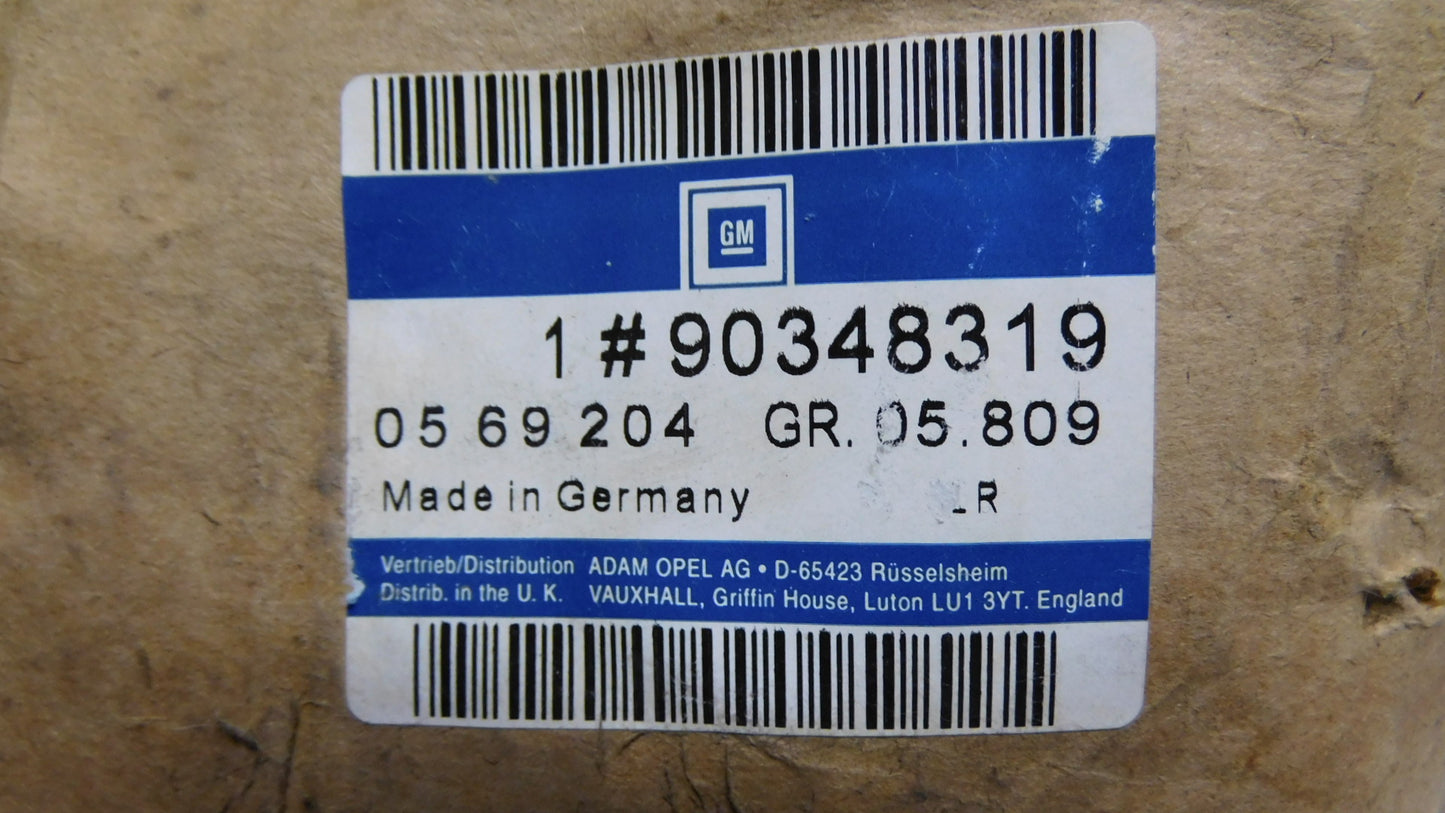 GM
1 # 90348319
05 69 204 GR. 05.809
Made in Germany R
Vertrieb/Distribution ADAM OPEL AG • D-65423 Rüsselsheim
Distrib. in the U. K. VAUXHALL, Griffin House, Luton LU1 3YT. England